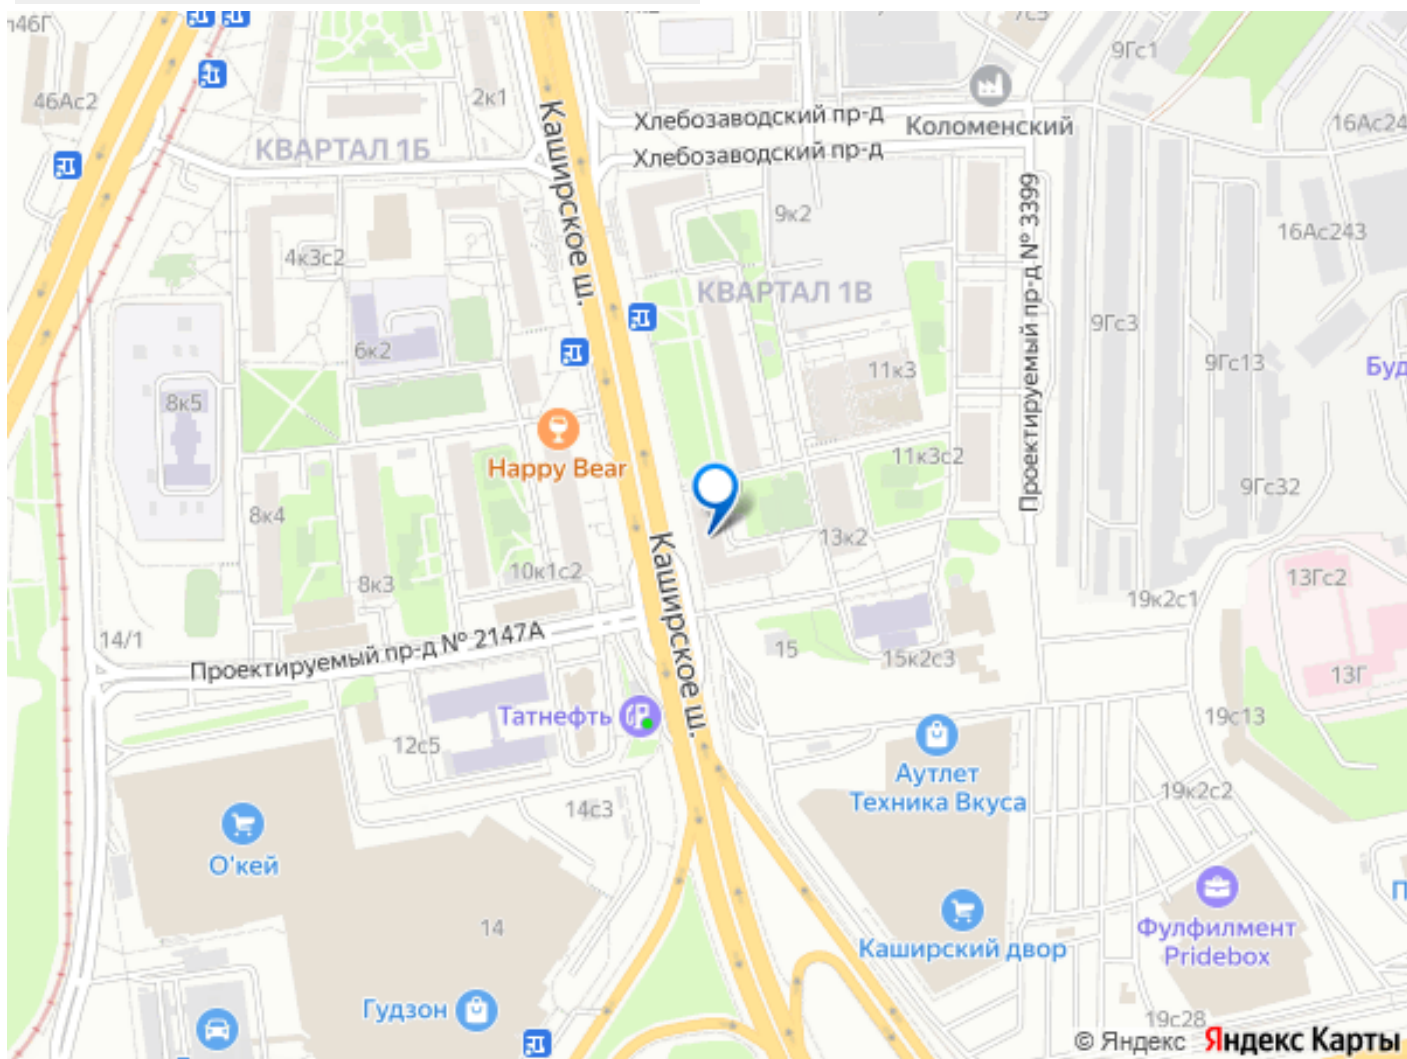 46Ас2
КВАРТАЛ 1Б
2к1
Каширское ш.
Хлебозаводский пр-д
Хлебозаводский пр-д
Коломенский
9Гс1
16Ас24
16Ас243
4к3с2
9к2
КВАРТАЛ 1В
Проектируемый пр-д № 3399
9Гс3
9Гс13
Буд
6к2
8к5
11к3
11к3с2
Happy Bear
9Гс32
8к4
8к3
10к1с2
Каширское ш.
13к2
13Гс2
19к2с1
14/1
Проектируемый пр-д № 2147А
15
15к2с3
13Г
Татнефть
12с5
19с13
Аутлет
Техника Вкуса
14с3
19к2с2
О'кей
14
Каширский двор
Фулфилмент
Pridebox
П
Гудзон
19с28
© Яндекс Яндекс Карты